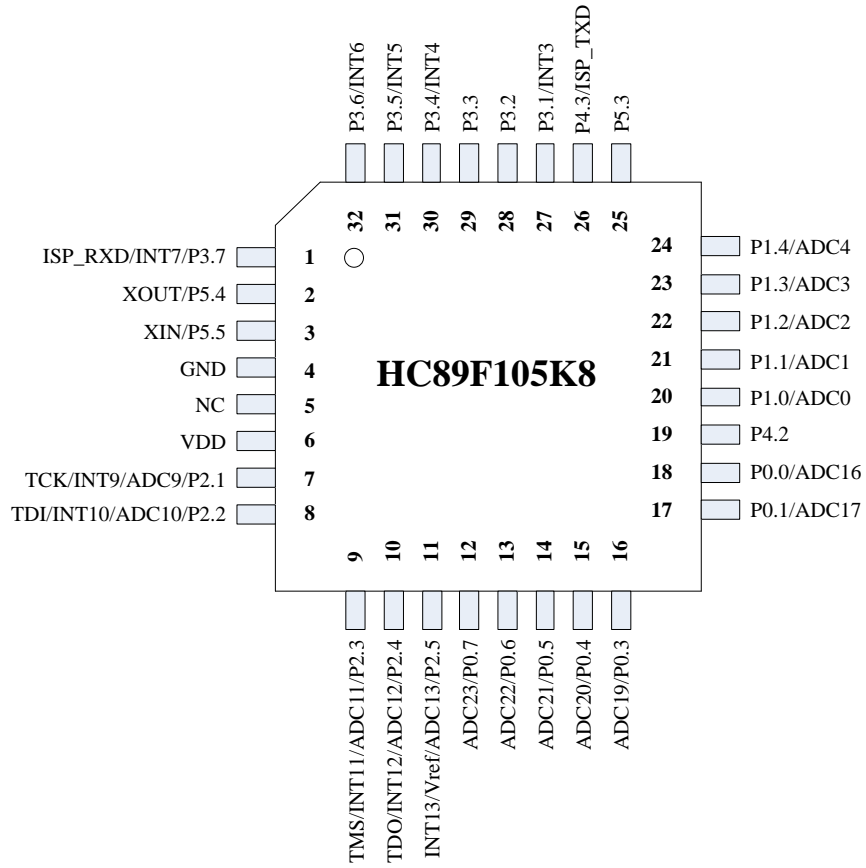 P3.6/INT6
P3.5/INT5
P3.4/INT4
P3.3
P3.2
P3.1/INT3
P4.3/ISP_TXD
P5.3
32
31
30
29
28
27
26
25
ISP_RXD/INT7/P3.7
1
XOUT/P5.4
2
XIN/P5.5
3
GND
4
NC
5
VDD
6
TCK/INT9/ADC9/P2.1
7
TDI/INT10/ADC10/P2.2
8
HC89F105K8
24
P1.4/ADC4
23
P1.3/ADC3
22
P1.2/ADC2
21
P1.1/ADC1
20
P1.0/ADC0
19
P4.2
18
P0.0/ADC16
17
P0.1/ADC17
9
10
11
12
13
14
15
16
TMS/INT11/ADC11/P2.3
TDO/INT12/ADC12/P2.4
INT13/Vref/ADC13/P2.5
ADC23/P0.7
ADC22/P0.6
ADC21/P0.5
ADC20/P0.4
ADC19/P0.3